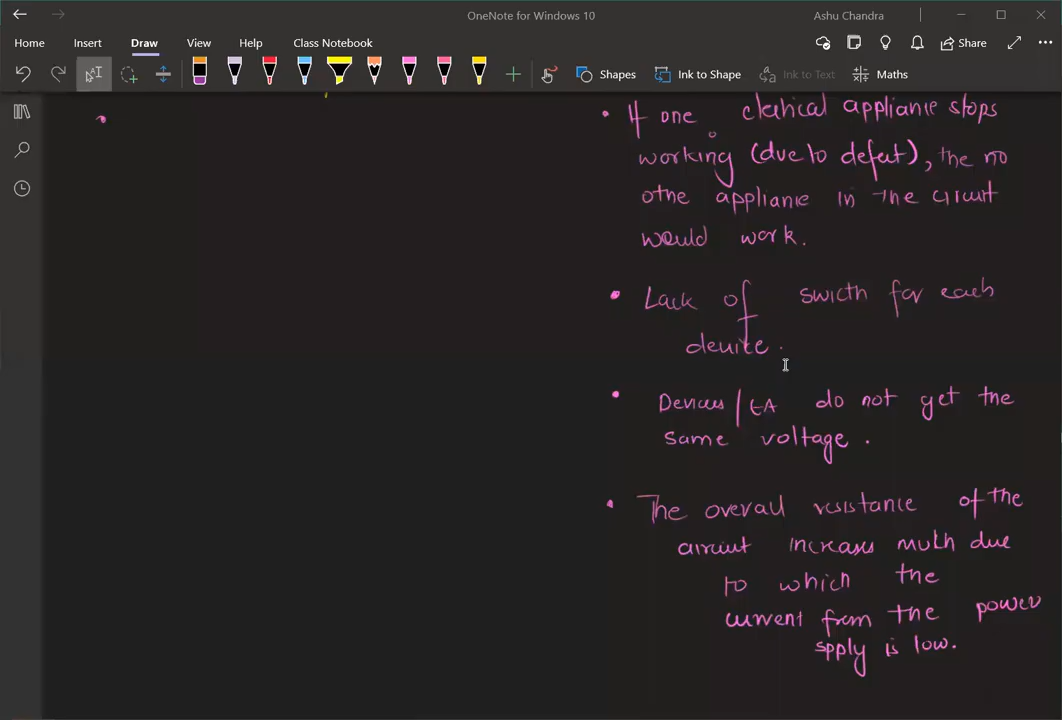 OneNote for Windows 10
Ashu Chandra
Home Insert Draw View Help Class Notebook
Share
Shapes Ink to Shape Ink to Text Maths
• If one electrical appliance stops
working (due to defect), the no
othe appliance in the circuit
would work.
• Lack of swicth for each
device.
• Devices/EA do not get the
same voltage.
• The overall resistance of the
circuit increases much due
to which the
current from the power
spply is low.